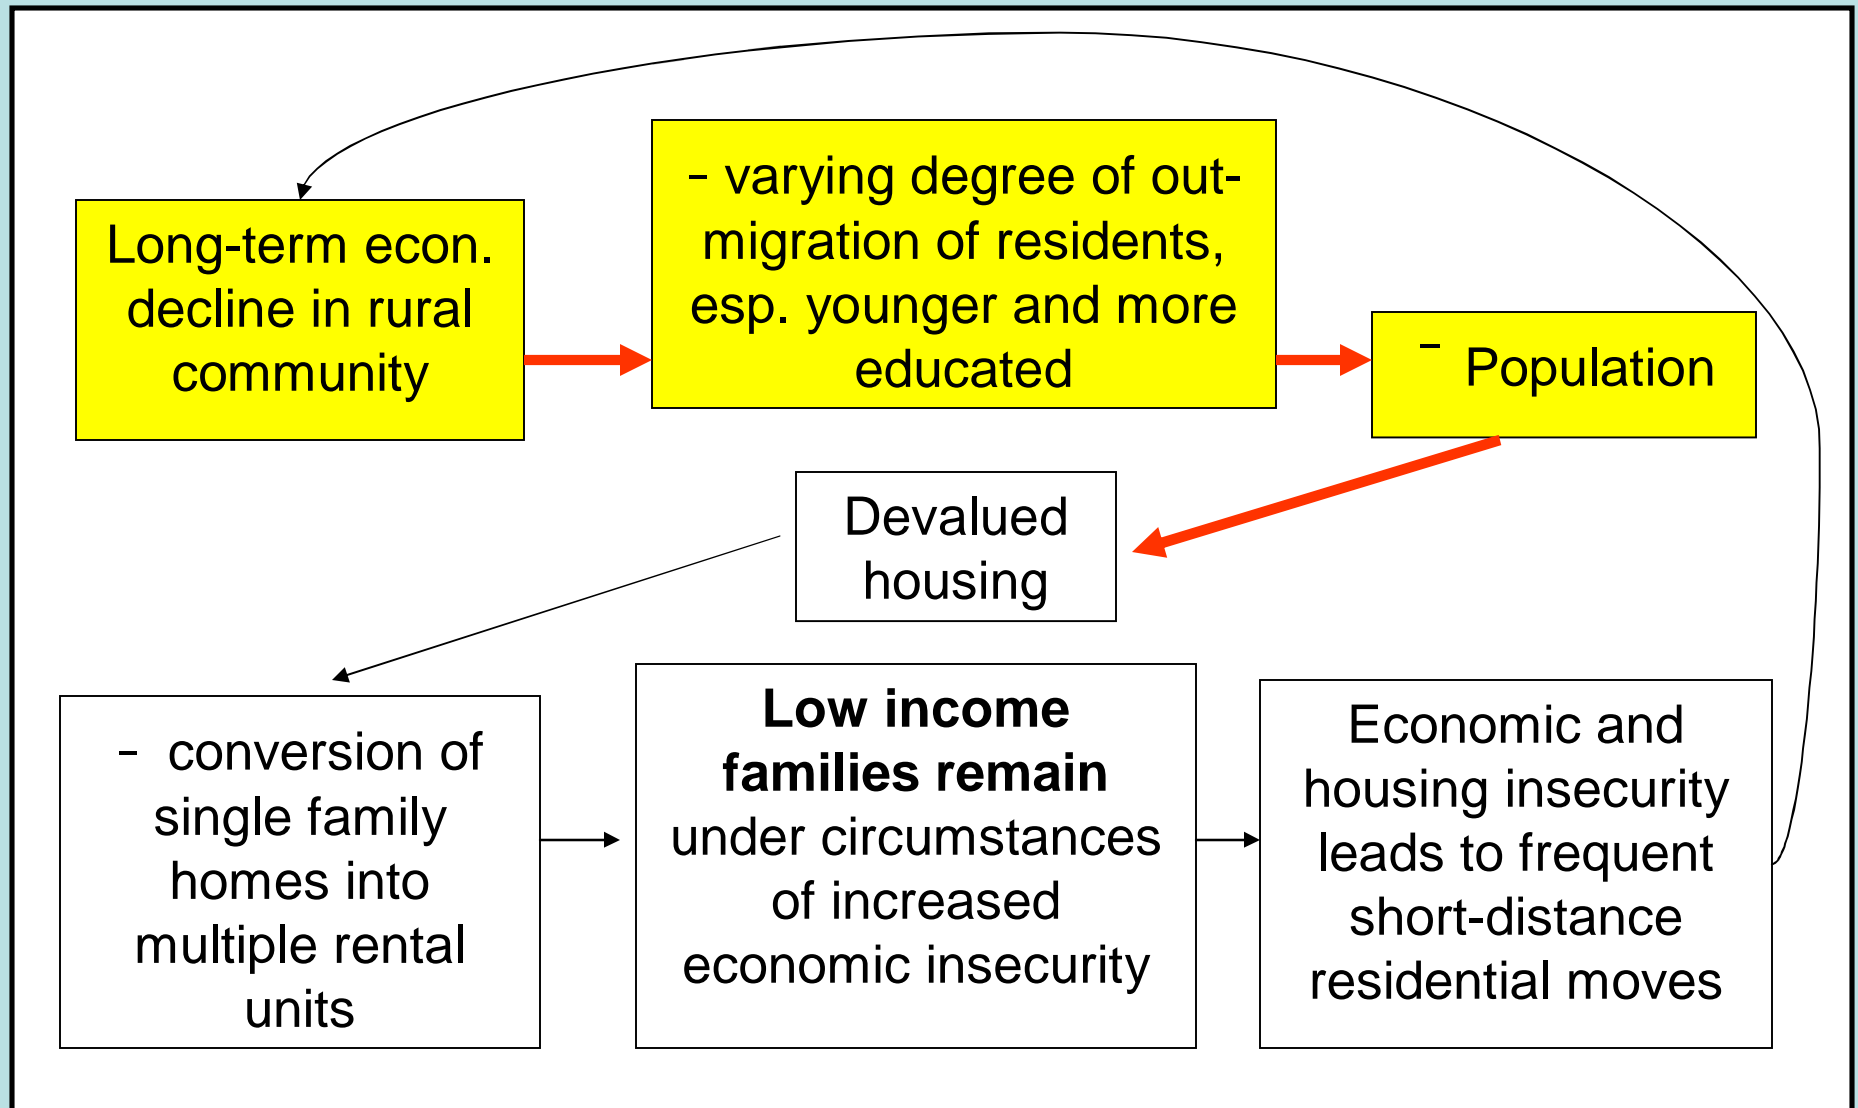 Long-term econ.
decline in rural
community
- varying degree of out-
migration of residents,
esp. younger and more
educated
- Population
Devalued
housing
- conversion of
single family
homes into
multiple rental
units
Low income
families remain
under circumstances
of increased
economic insecurity
Economic and
housing insecurity
leads to frequent
short-distance
residential moves